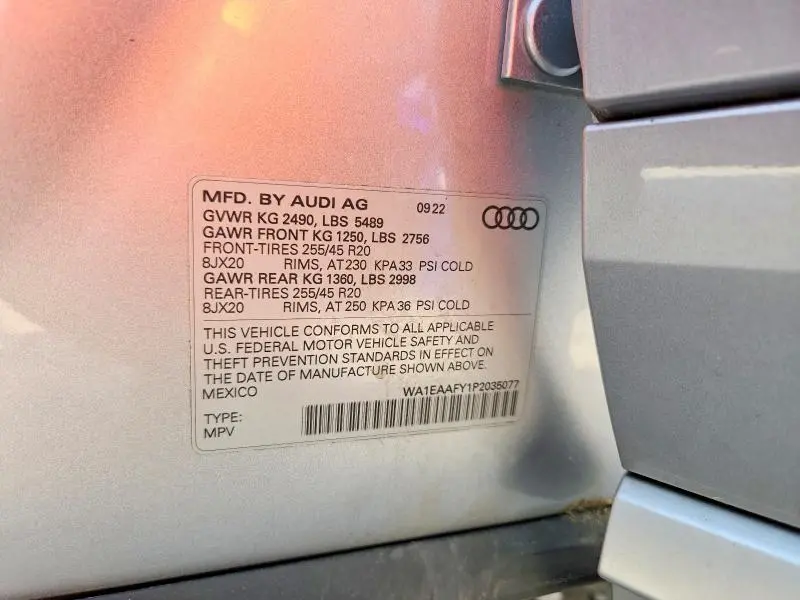 MFD. BY AUDI AG 09 22
GVWR KG 2490, LBS 5489
GAWR FRONT KG 1250, LBS 2756
FRONT-TIRES 255/45 R20
8JX20 RIMS, AT 230 KPA 33 PSI COLD
GAWR REAR KG 1360, LBS 2998
REAR-TIRES 255/45 R20
8JX20 RIMS, AT 250 KPA 36 PSI COLD
THIS VEHICLE CONFORMS TO ALL APPLICABLE
U.S. FEDERAL MOTOR VEHICLE SAFETY AND
THEFT PREVENTION STANDARDS IN EFFECT ON
THE DATE OF MANUFACTURE SHOWN ABOVE.
MEXICO WA1EAAFY1P2035077
TYPE:
MPV